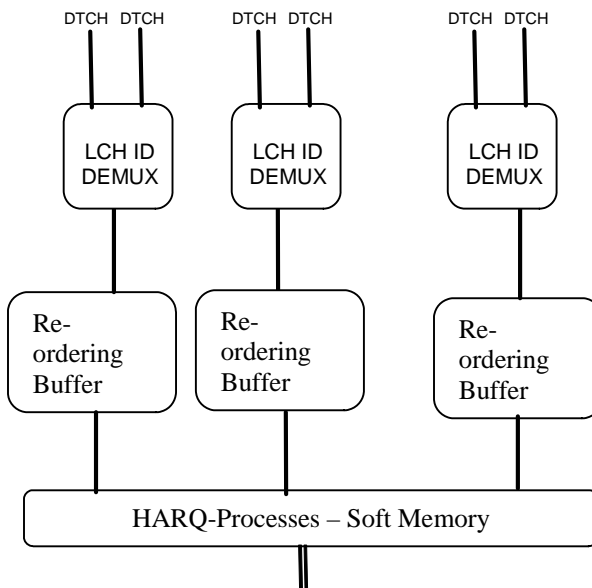 DTCH DTCH DTCH DTCH DTCH DTCH
LCH ID LCH ID LCH ID
DEMUX DEMUX DEMUX
Re- Re- Re-
ordering ordering ordering
Buffer Buffer Buffer
HARQ-Processes – Soft Memory